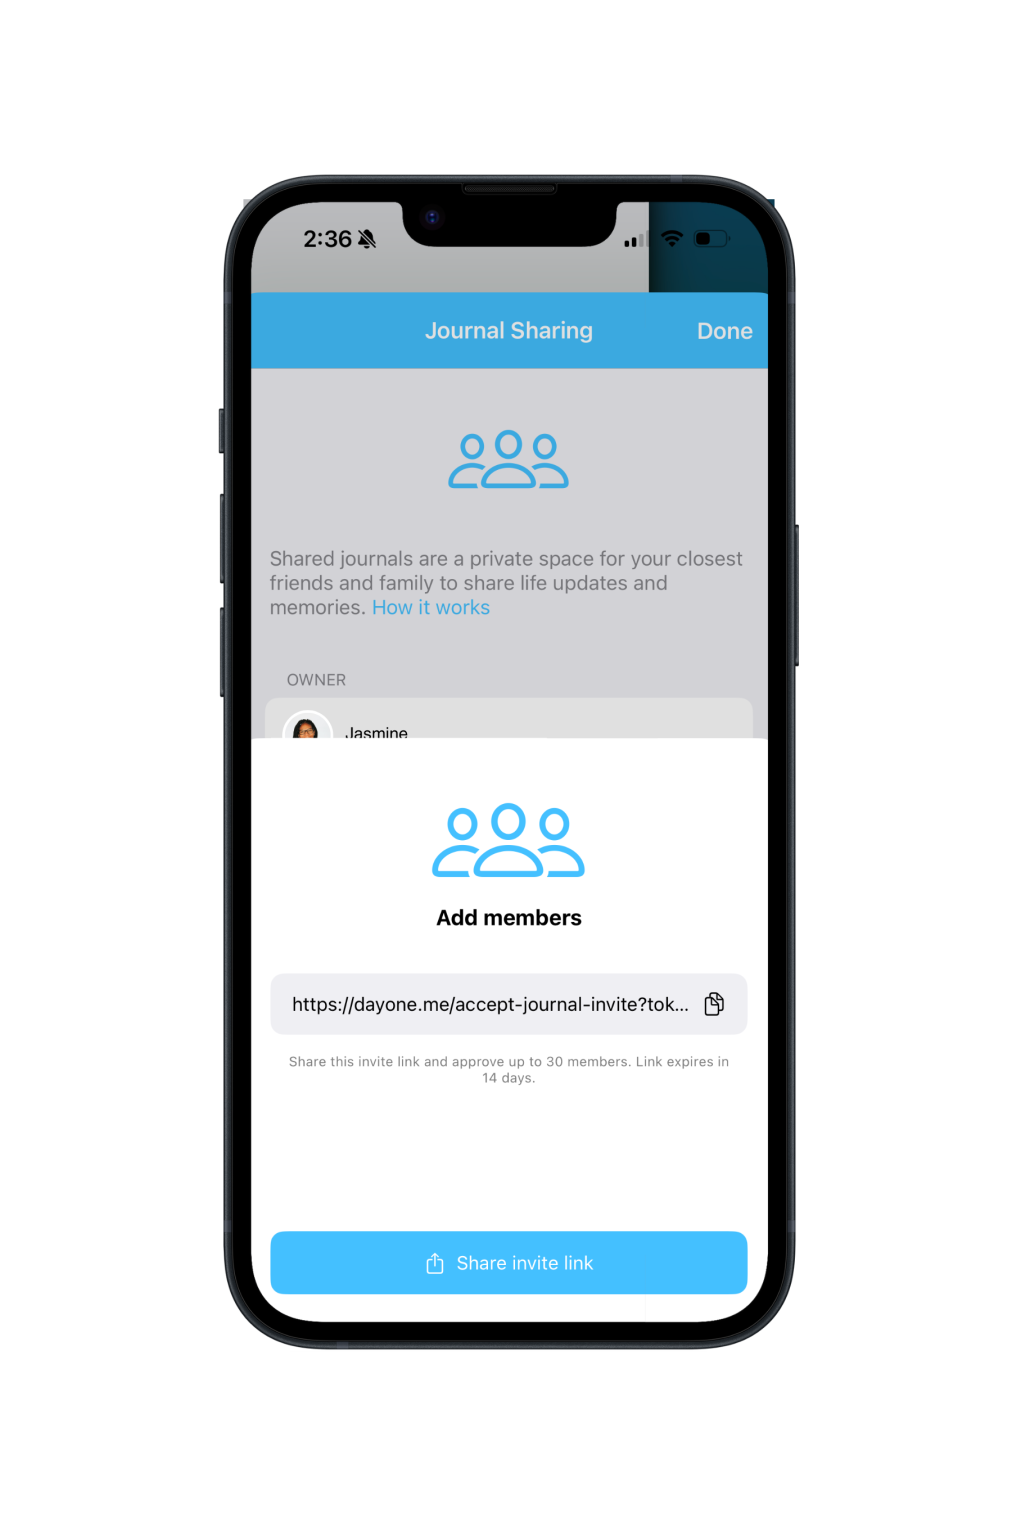 2:36
Journal Sharing
Done
Shared journals are a private space for your closest
friends and family to share life updates and
memories. How it works
OWNER
Jasmine
Add members
https://dayone.me/accept-journal-invite?tok...
Share this invite link and approve up to 30 members. Link expires in
14 days.
Share invite link